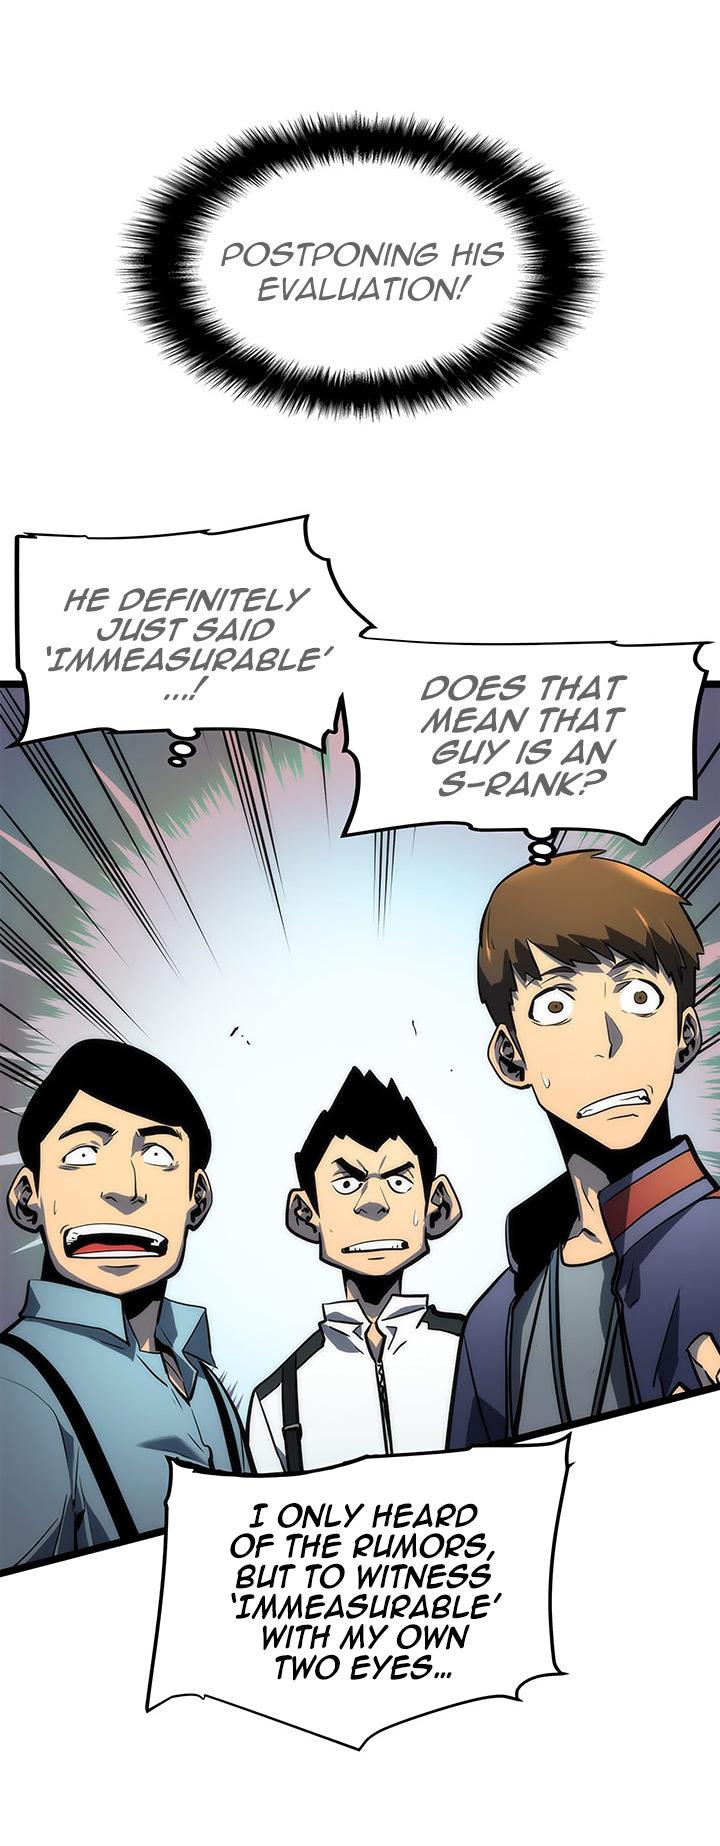 POSTPONING HIS
EVALUATION!
HE DEFINITELY
JUST SAID
'IMMEASURABLE'
...!
DOES THAT
MEAN THAT
GUY IS AN
S-RANK?
I ONLY HEARD
OF THE RUMORS,
BUT TO WITNESS
'IMMEASURABLE'
WITH MY OWN
TWO EYES...